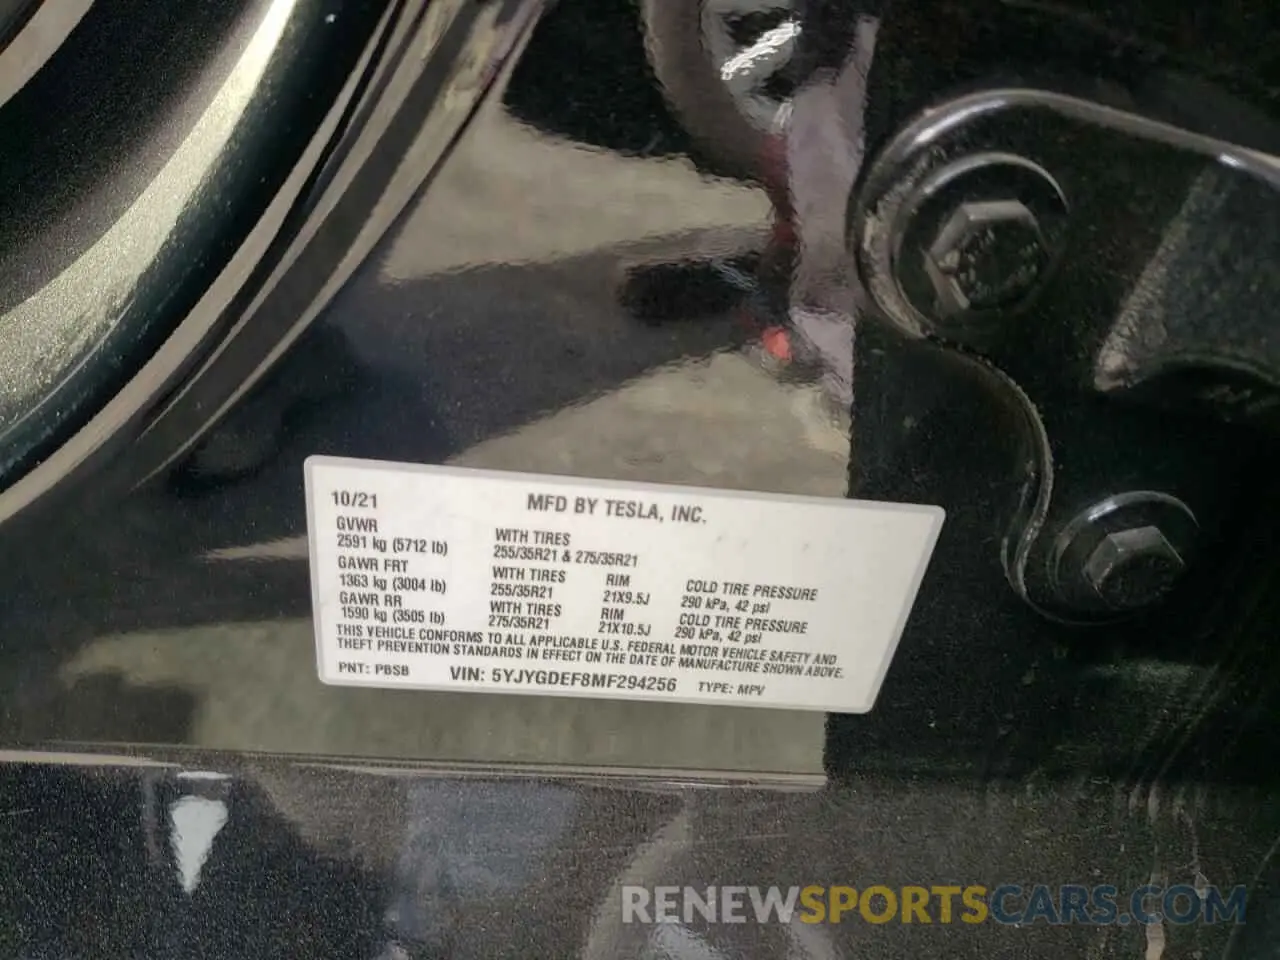 10/21 MFD BY TESLA, INC.
GVWR
2591 kg (5712 lb)
WITH TIRES
255/35R21 & 275/35R21
GAWR FRT
1363 kg (3004 lb)
WITH TIRES
255/35R21
RIM
21X9.5J
COLD TIRE PRESSURE
290 kPa, 42 psi
GAWR RR
1590 kg (3505 lb)
WITH TIRES
275/35R21
RIM
21X10.5J
COLD TIRE PRESSURE
290 kPa, 42 psi
THIS VEHICLE CONFORMS TO ALL APPLICABLE U.S. FEDERAL MOTOR VEHICLE SAFETY AND
THEFT PREVENTION STANDARDS IN EFFECT ON THE DATE OF MANUFACTURE SHOWN ABOVE.
PNT: PBSB VIN: 5YJYGDEF8MF294256 TYPE: MPV
RENEWSPORTSCARS.COM